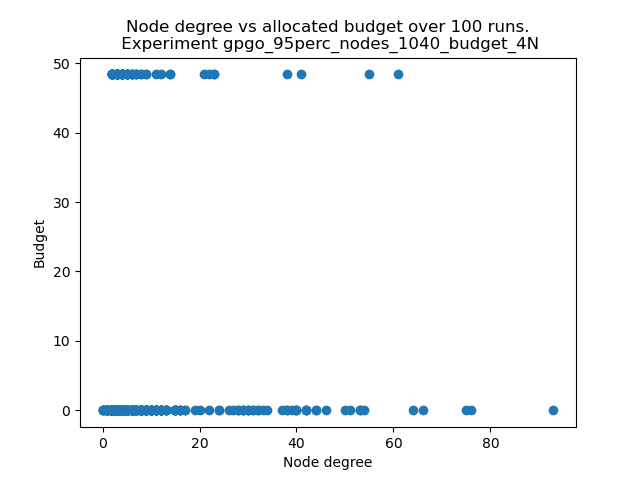 Node degree vs allocated budget over 100 runs.
Experiment gpgo_95perc_nodes_1040_budget_4N
50
40
30
20
10
0
Budget
0 20 40 60 80
Node degree